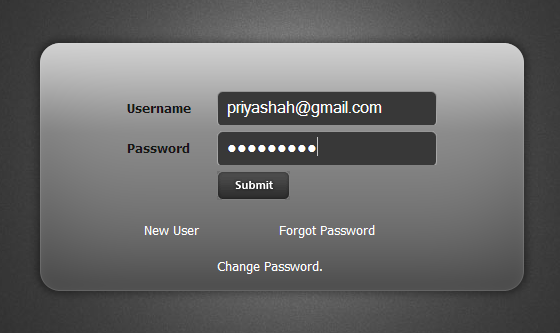 Username priyashah@gmail.com
Password ●●●●●●●●●
Submit
New User Forgot Password
Change Password.